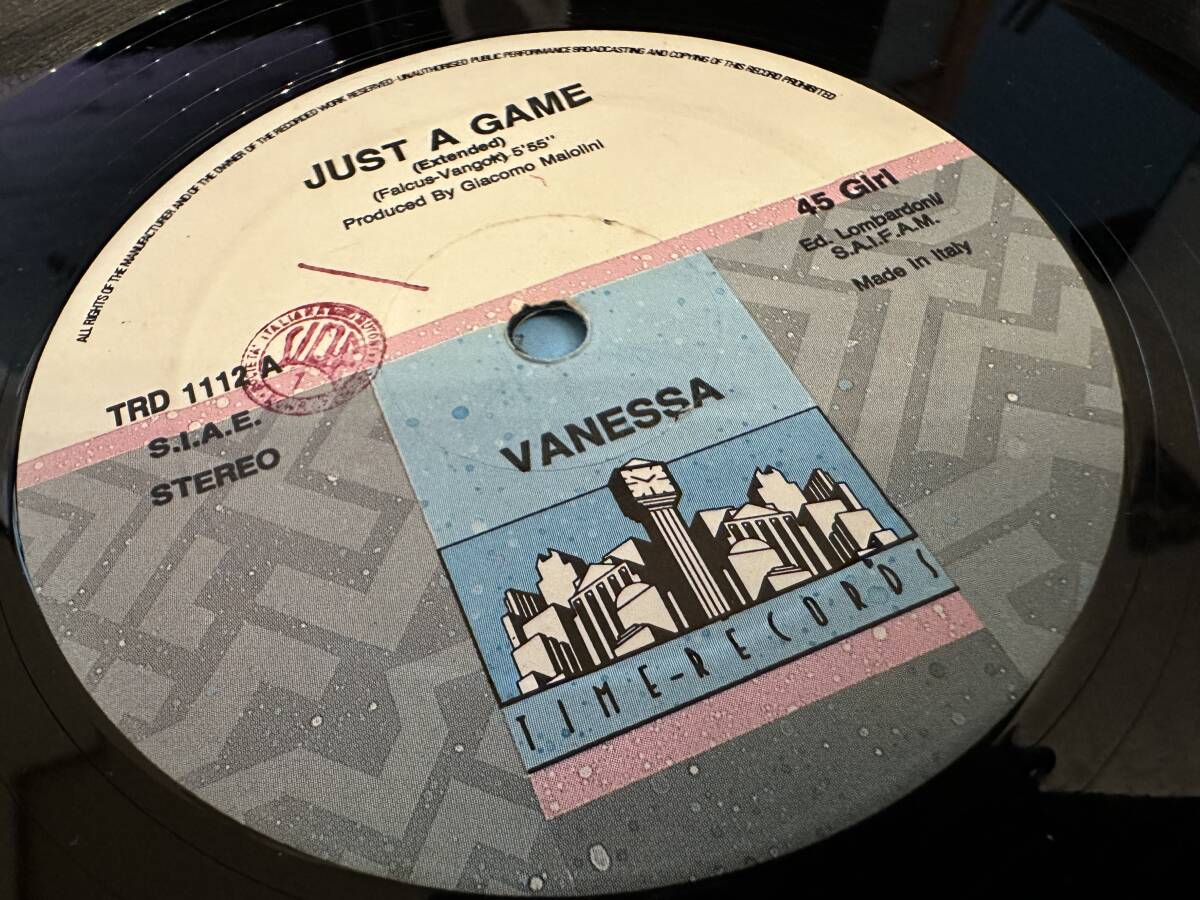 ALL RIGHTS OF THE MANUFACTURER AND OF THE OWNER OF THE RECORDED WORK RESERVED - UNAUTHORISED PUBLIC PERFORMANCE BROADCASTING AND COPYING OF THIS RECORD PROHIBITED
JUST A GAME
(Extended)
(Falcus-Vangok) 5'55"
Produced By Giacomo Maiolini
45 Giri
Ed. Lombardoni/
S.A.I.F.A.M.
Made in Italy
TRD 1112 A
S.I.A.E.
STEREO
ITALIANA
VANESSA
TIME-RECORDS